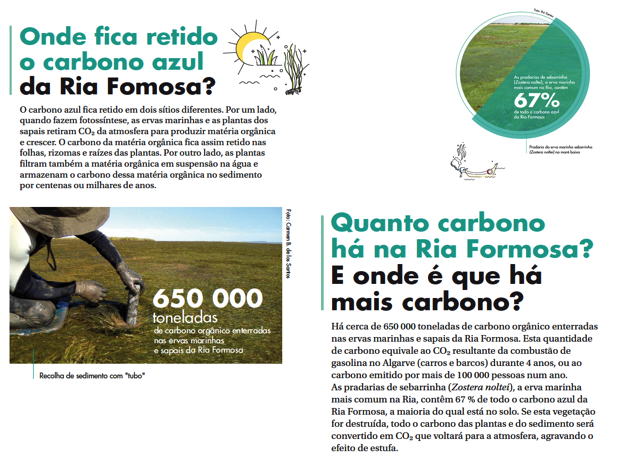 Onde fica retido
o carbono azul
da Ria Fomosa?
O carbono azul fica retido em dois sítios diferentes. Por um lado,
quando fazem fotossíntese, as ervas marinhas e as plantas dos
sapais retiram CO₂ da atmosfera para produzir matéria orgânica
e crescer. O carbono da matéria orgânica fica assim retido nas
folhas, rizomas e raízes das plantas. Por outro lado, as plantas
filtram também a matéria orgânica em suspensão na água e
armazenam o carbono dessa matéria orgânica no sedimento
por centenas ou milhares de anos.
Foto: Carmen B. de los Santos
650 000
toneladas
de carbono orgânico enterradas
nas ervas marinhas
e sapais da Ria Formosa
Recolha de sedimento com "tubo"
As pradarias de sebarrinha
(Zostera noltei), a erva marinha
mais comum na Ria, contêm
67%
de todo o carbono azul
da Ria Formosa
Pradaria da erva marinha sebarrinha
(Zostera noltei) na maré-baixa
Quanto carbono
há na Ria Formosa?
E onde é que há
mais carbono?
Há cerca de 650 000 toneladas de carbono orgânico enterradas
nas ervas marinhas e sapais da Ria Formosa. Esta quantidade
de carbono equivale ao CO₂ resultante da combustão de
gasolina no Algarve (carros e barcos) durante 4 anos, ou ao
carbono emitido por mais de 100 000 pessoas num ano.
As pradarias de sebarrinha (Zostera noltei), a erva marinha
mais comum na Ria, contêm 67 % de todo o carbono azul da
Ria Formosa, a maioria do qual está no solo. Se esta vegetação
for destruída, todo o carbono das plantas e do sedimento será
convertido em CO₂ que voltará para a atmosfera, agravando o
efeito de estufa.